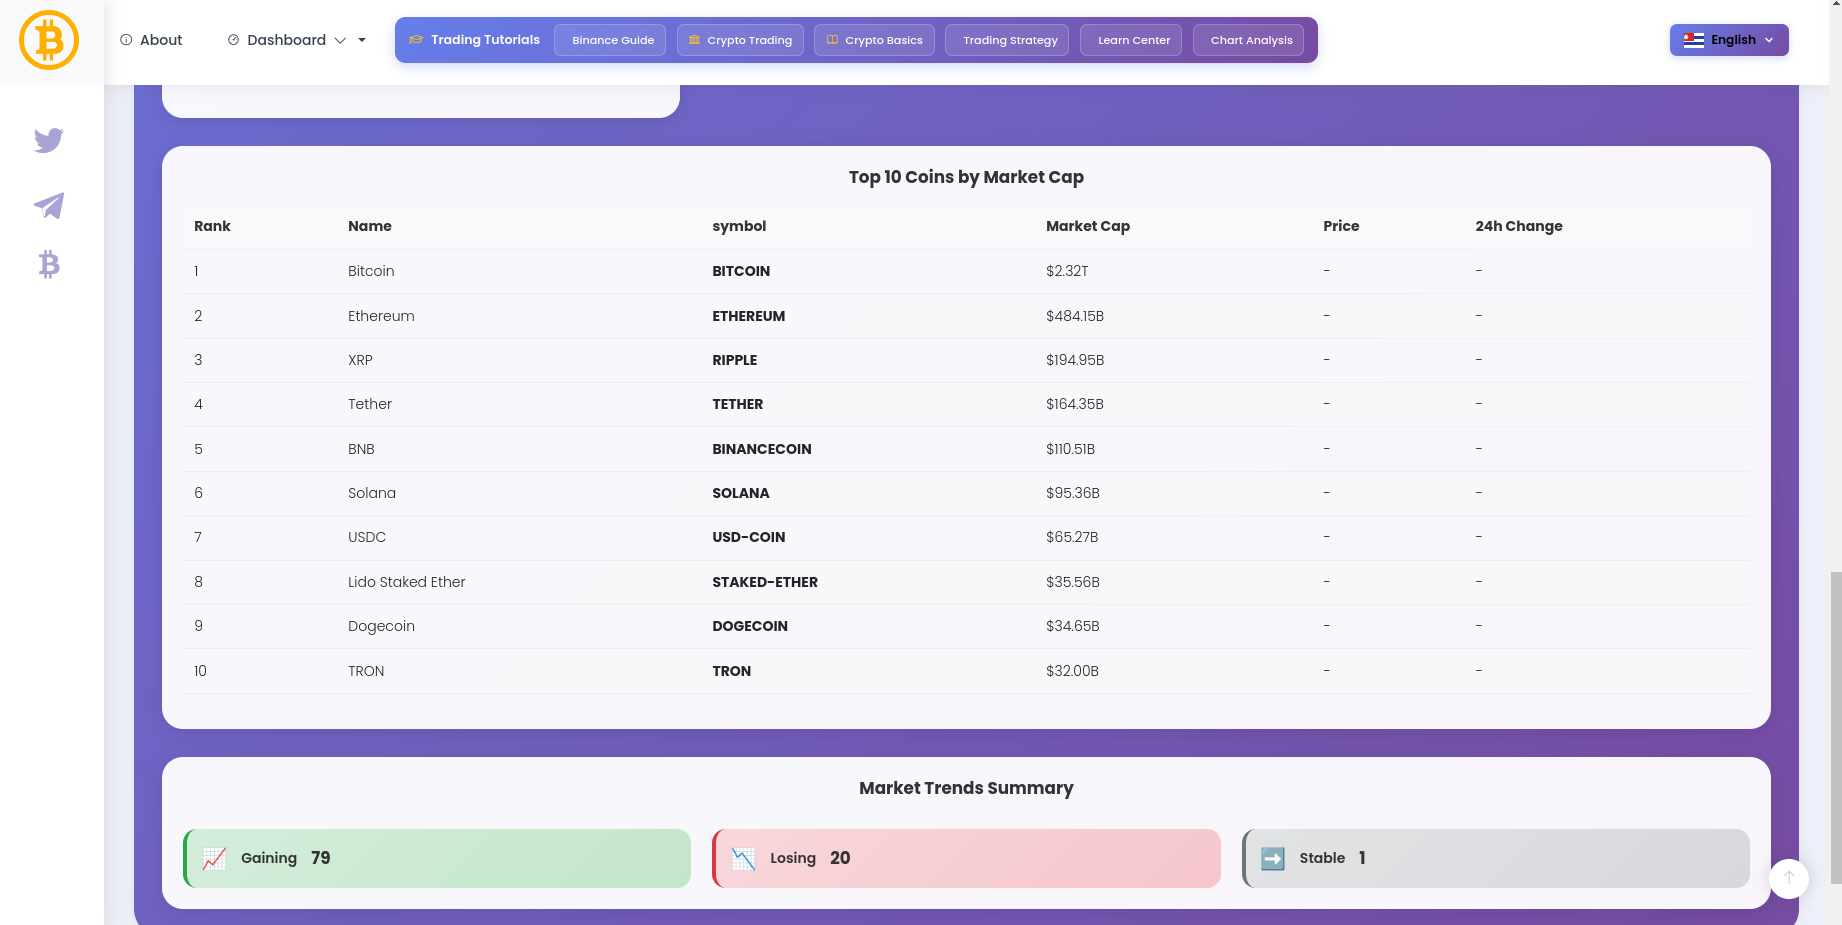 About Dashboard Trading Tutorials Binance Guide Crypto Trading Crypto Basics Trading Strategy Learn Center Chart Analysis English
Top 10 Coins by Market Cap
Rank Name symbol Market Cap Price 24h Change
1 Bitcoin BITCOIN $2.32T - -
2 Ethereum ETHEREUM $484.15B - -
3 XRP RIPPLE $194.95B - -
4 Tether TETHER $164.35B - -
5 BNB BINANCECOIN $110.51B - -
6 Solana SOLANA $95.36B - -
7 USDC USD-COIN $65.27B - -
8 Lido Staked Ether STAKED-ETHER $35.56B - -
9 Dogecoin DOGECOIN $34.65B - -
10 TRON TRON $32.00B - -
Market Trends Summary
Gaining 79 Losing 20 Stable 1